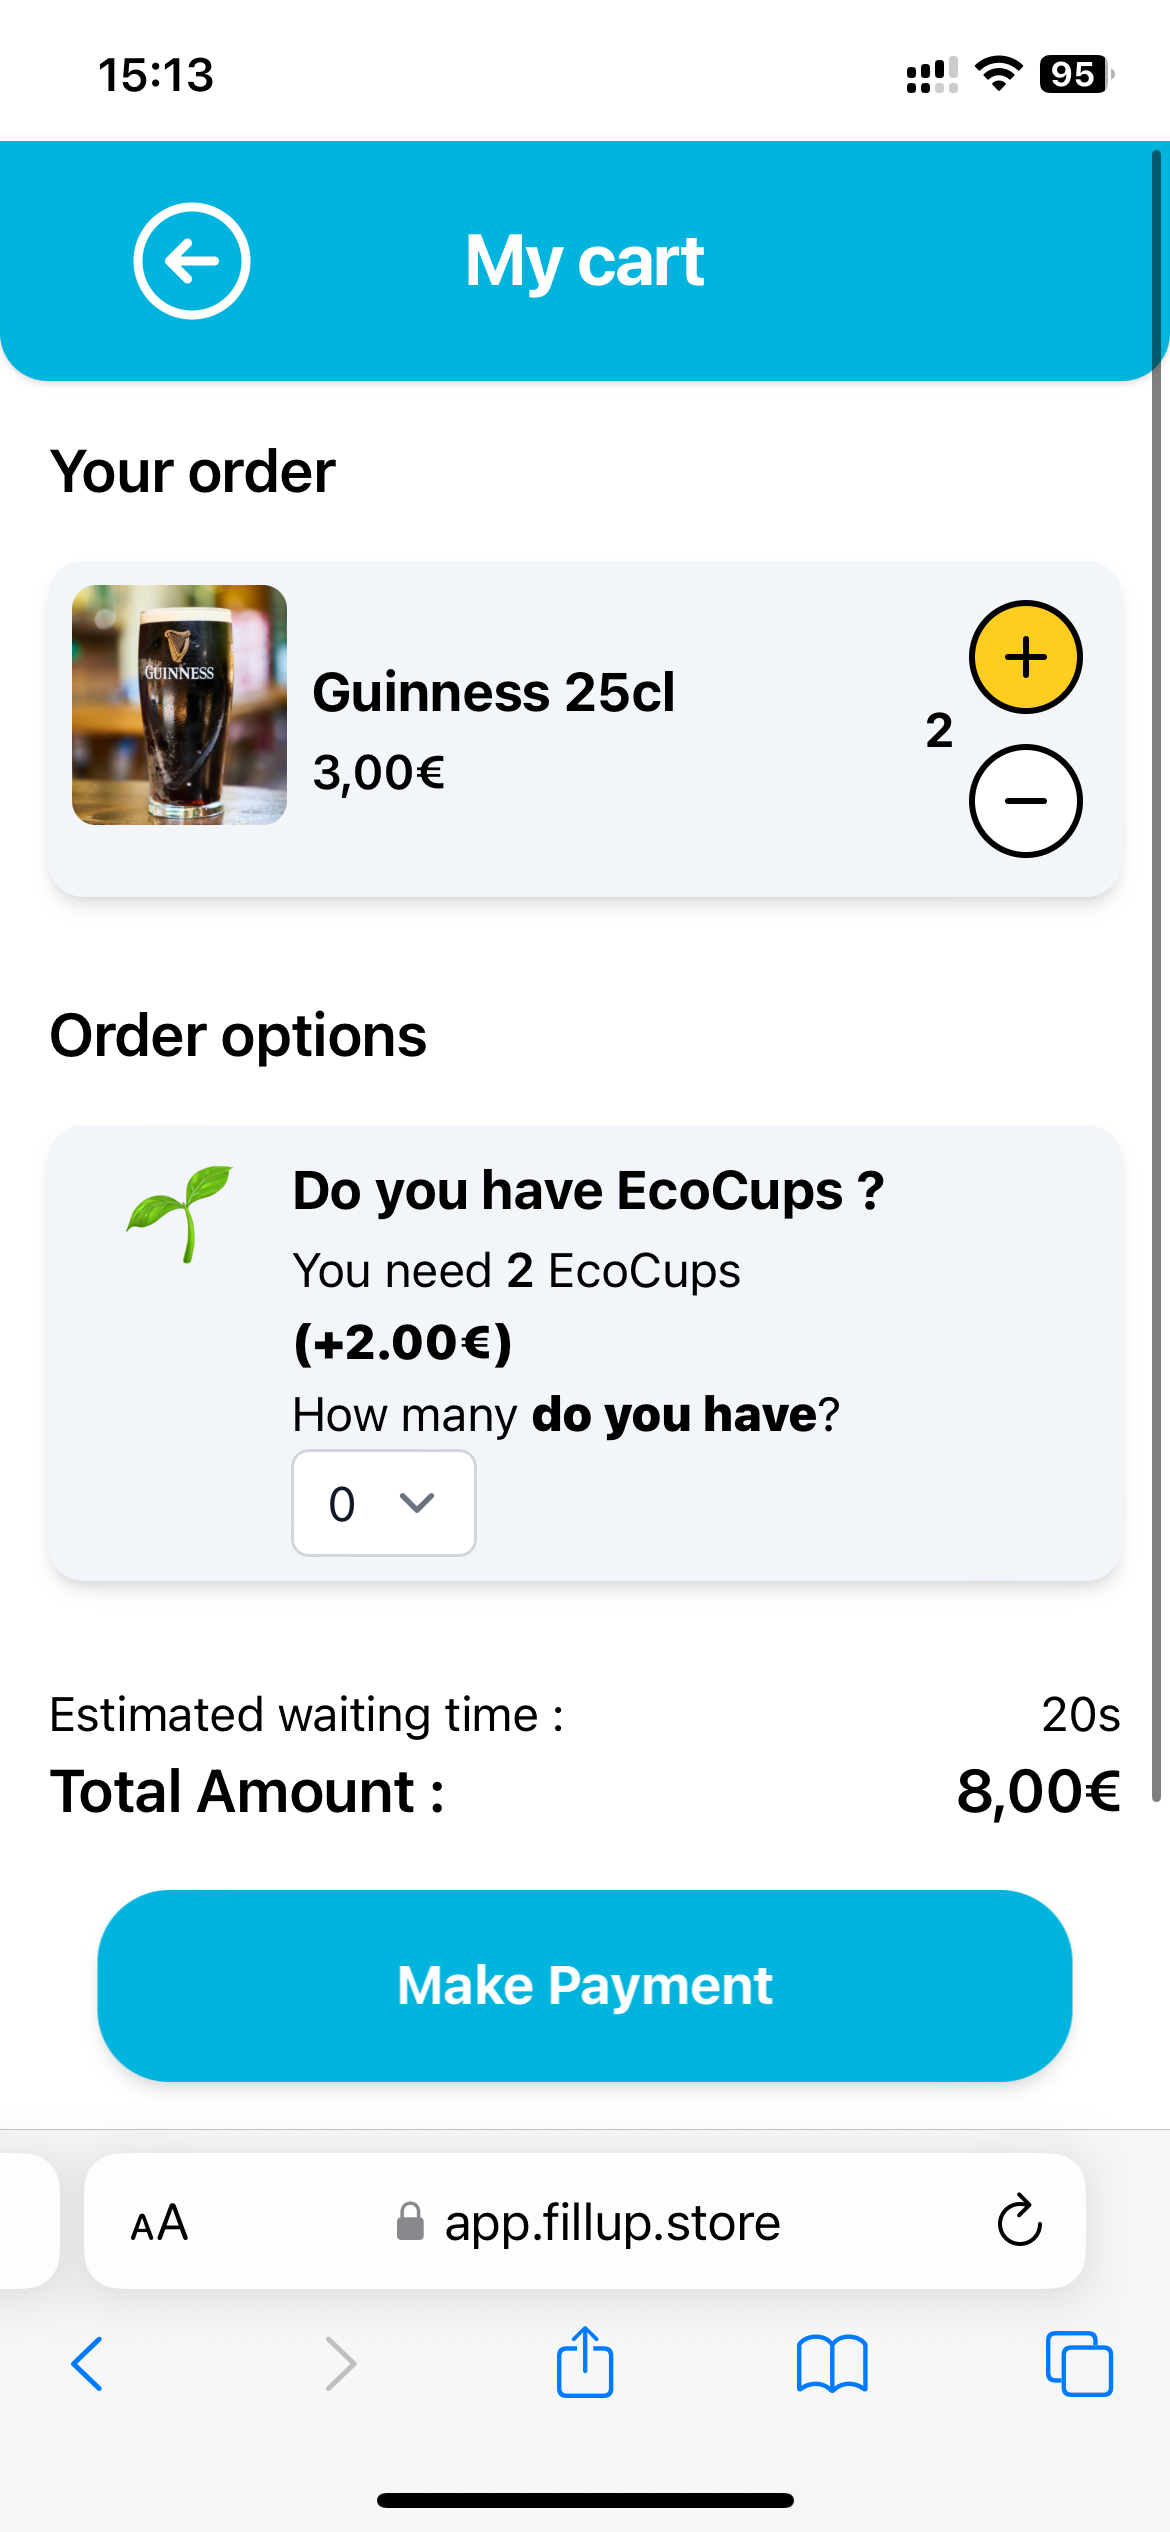 15:13
95
My cart
Your order
GUINNESS
Guinness 25cl
3,00€
2
Order options
Do you have EcoCups ?
You need 2 EcoCups
(+2.00€)
How many do you have?
0
Estimated waiting time : 20s
Total Amount : 8,00€
Make Payment
AA app.fillup.store